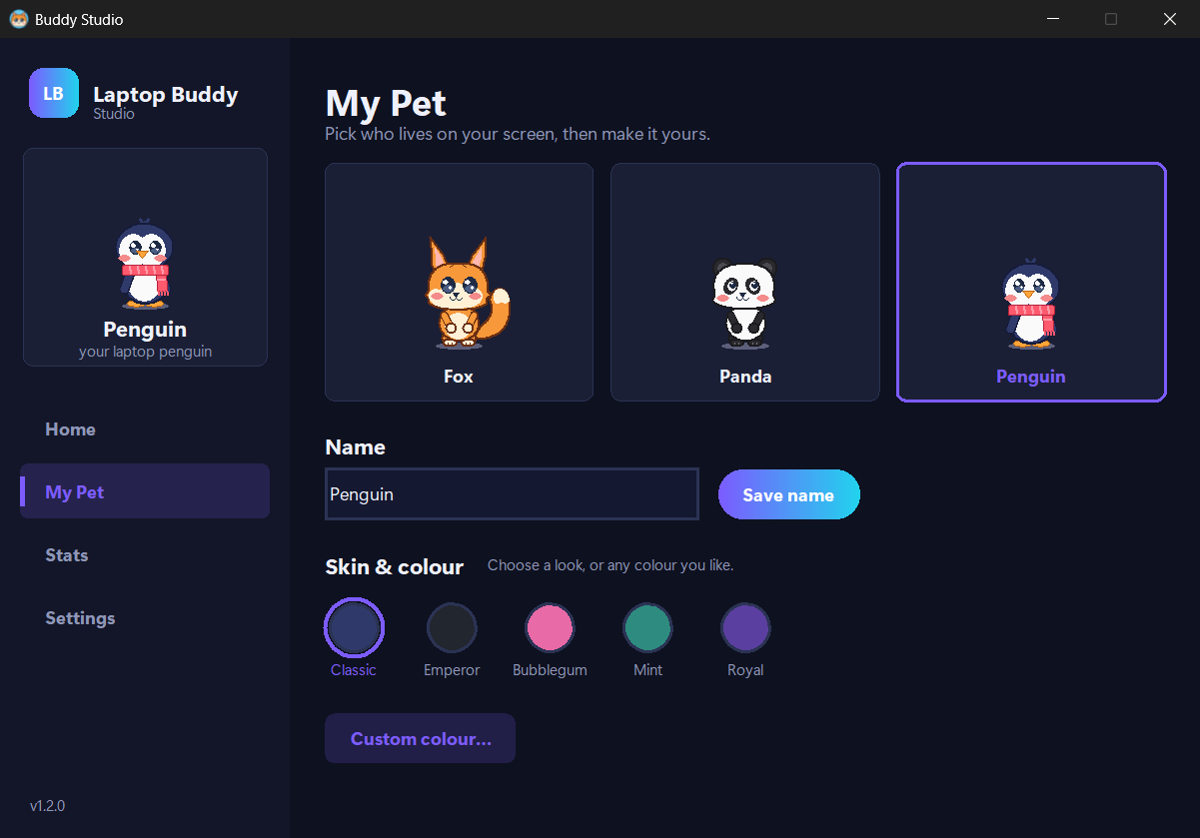 Buddy Studio
LB
Laptop Buddy
Studio
Penguin
your laptop penguin
Home
My Pet
Stats
Settings
v1.2.0
My Pet
Pick who lives on your screen, then make it yours.
Fox
Panda
Penguin
Name
Penguin
Save name
Skin & colour
Choose a look, or any colour you like.
Classic
Emperor
Bubblegum
Mint
Royal
Custom colour...